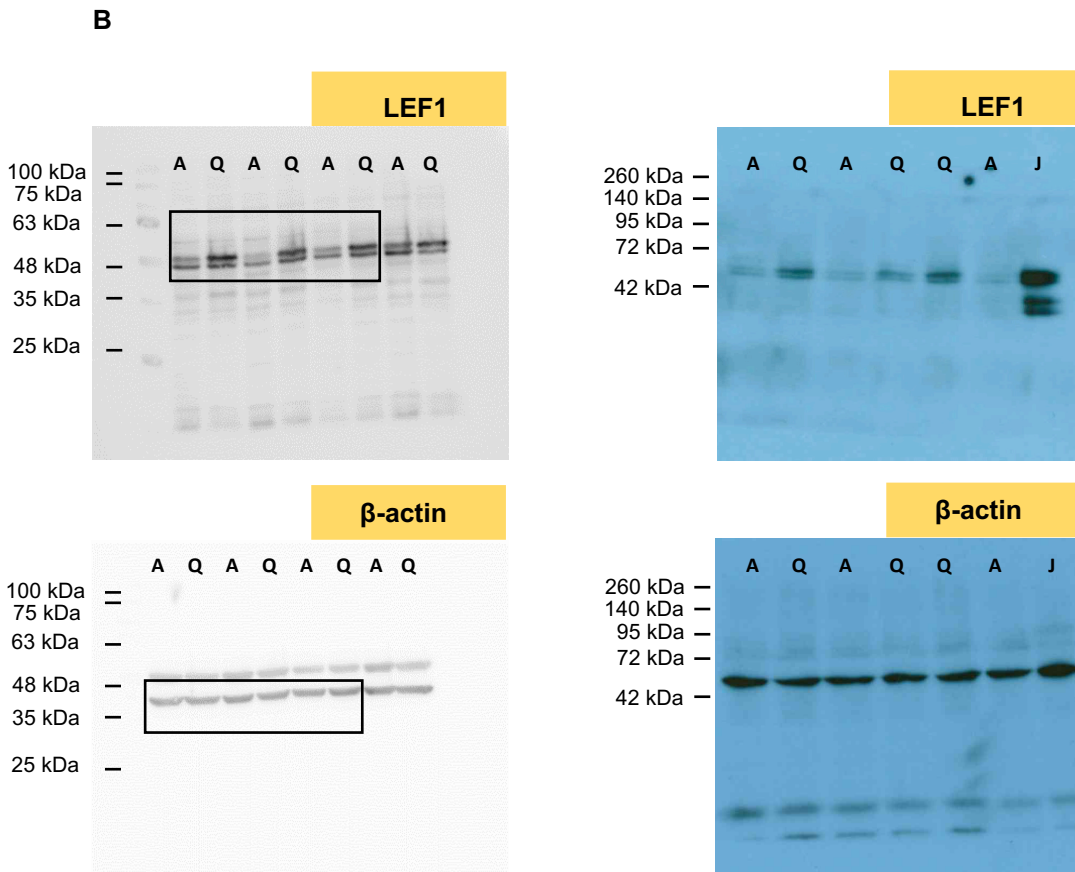 B
LEF1
A Q A Q A Q A Q
100 kDa
75 kDa
63 kDa
48 kDa
35 kDa
25 kDa
LEF1
A Q A Q Q A J
260 kDa
140 kDa
95 kDa
72 kDa
42 kDa
β-actin
A Q A Q A Q A Q
100 kDa
75 kDa
63 kDa
48 kDa
35 kDa
25 kDa
β-actin
A Q A Q Q A J
260 kDa
140 kDa
95 kDa
72 kDa
42 kDa